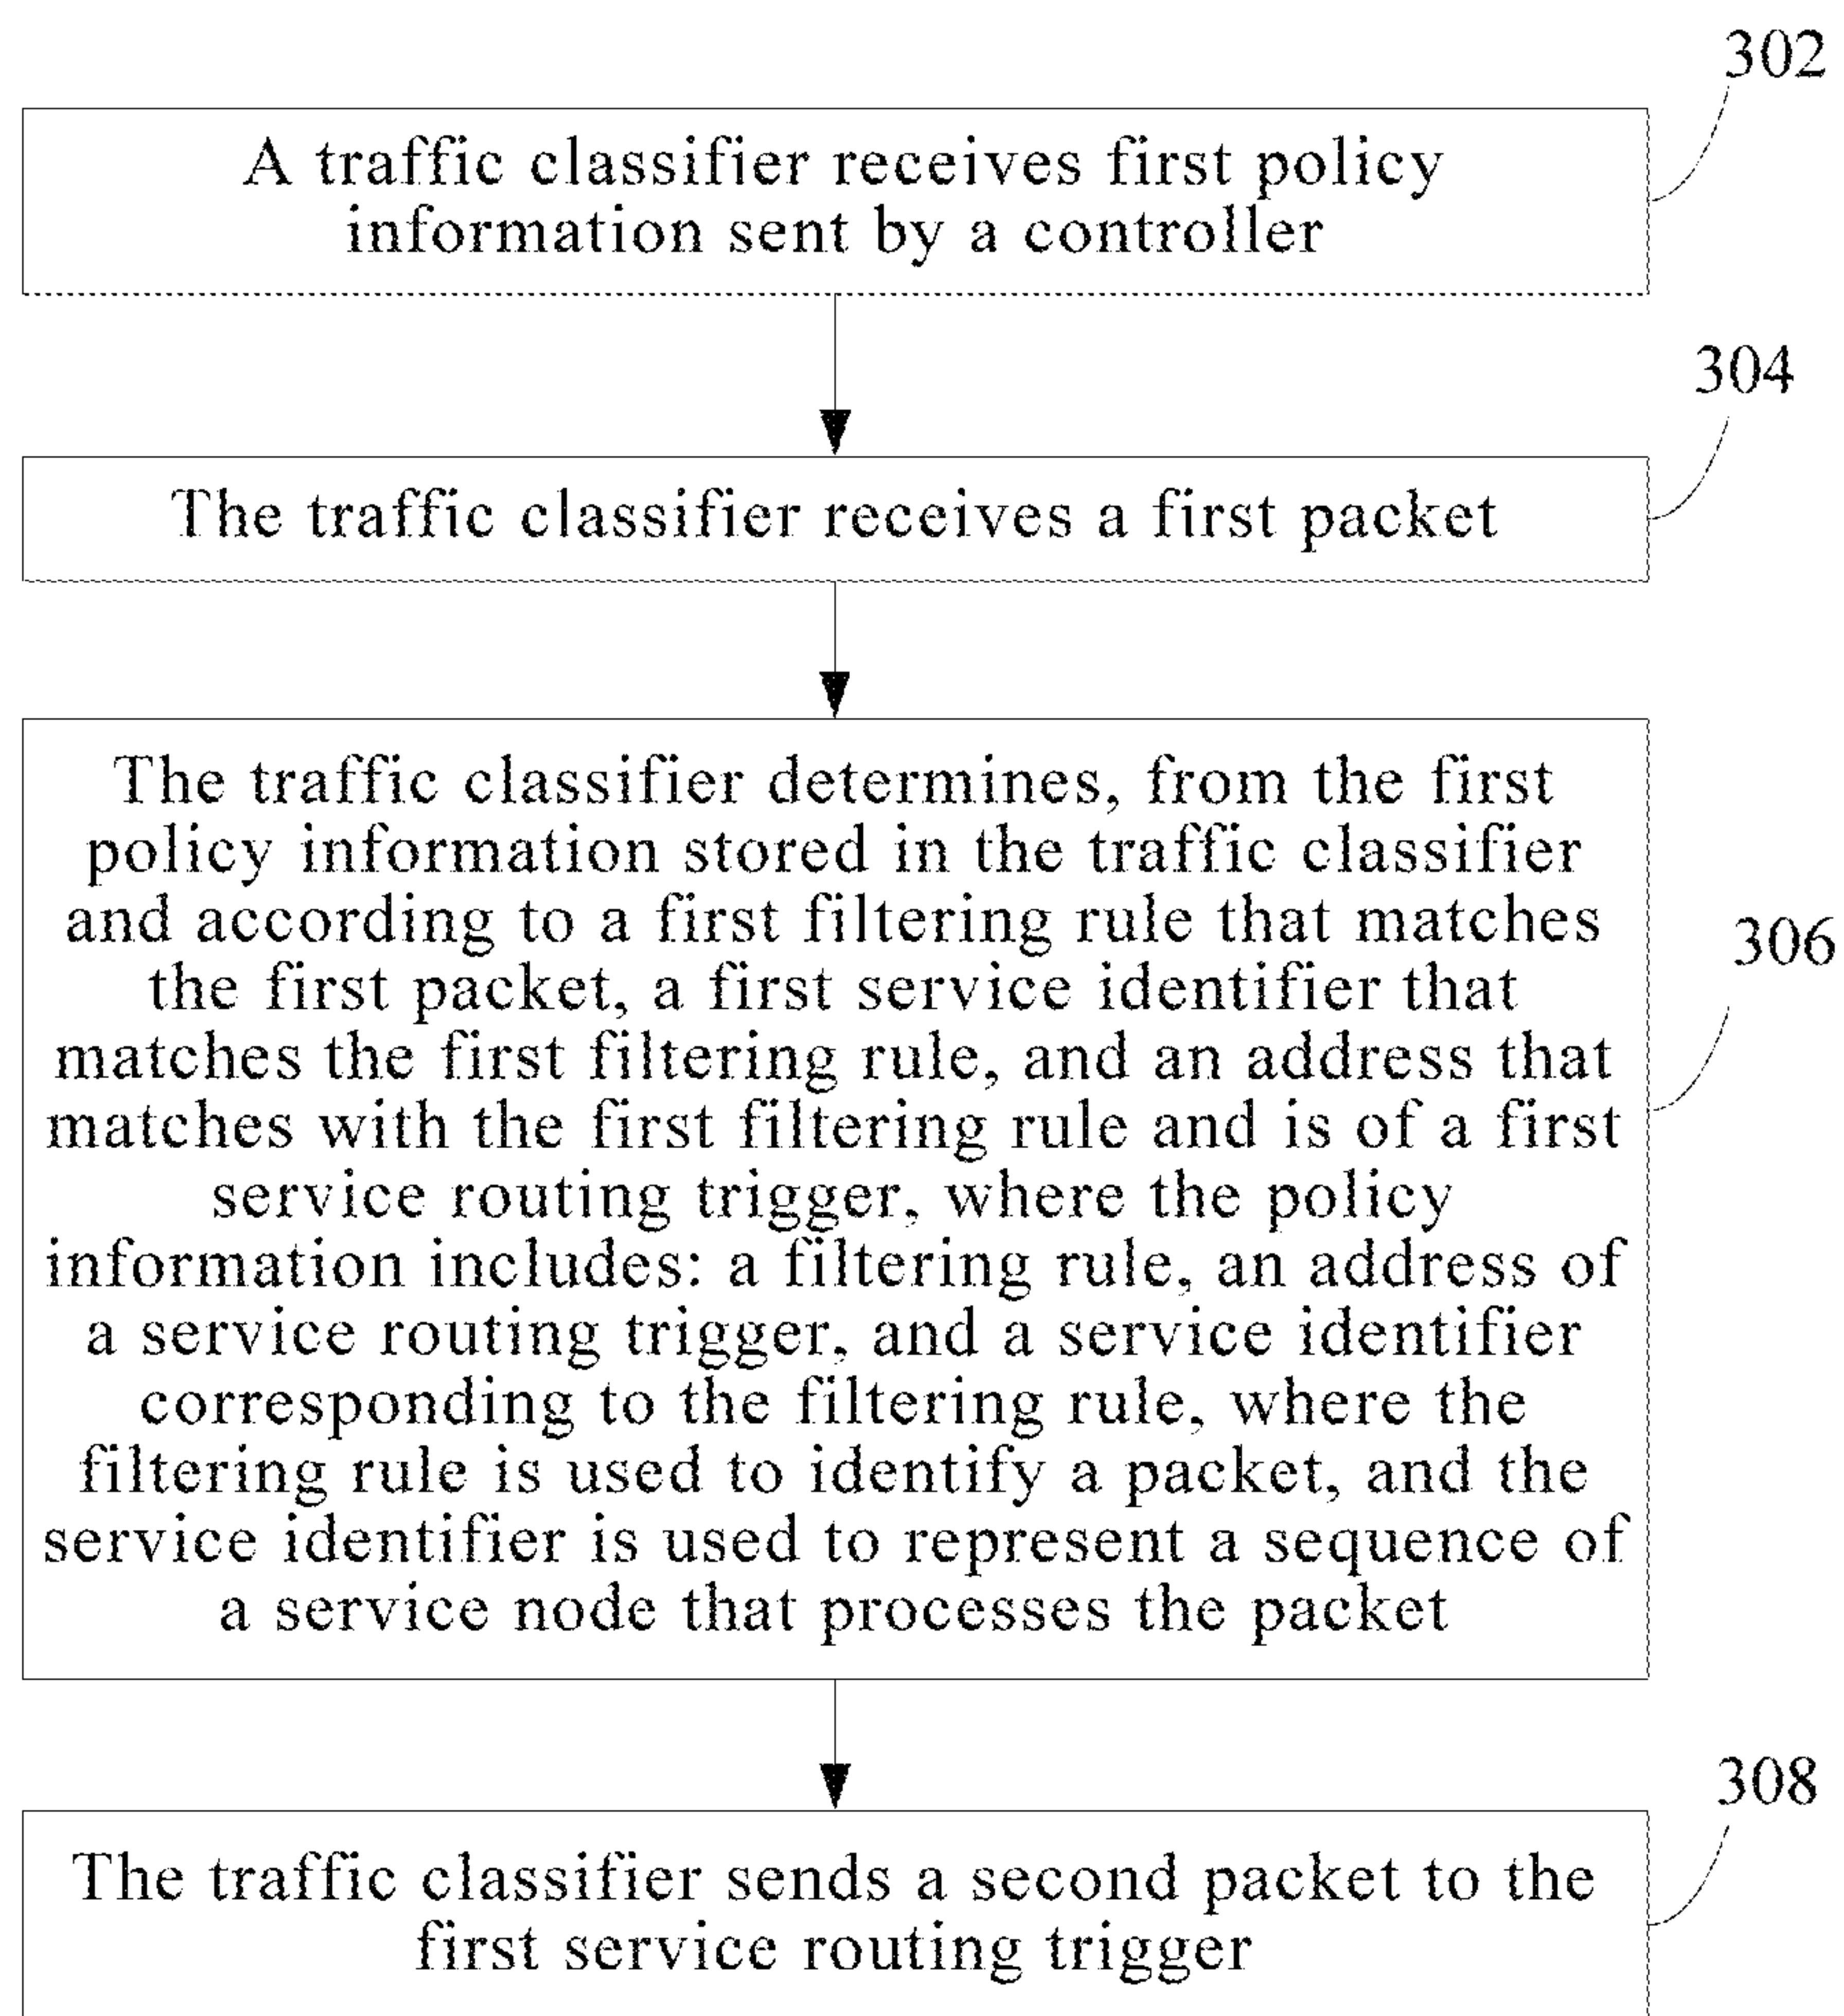 302
A traffic classifier receives first policy
information sent by a controller
304
The traffic classifier receives a first packet
The traffic classifier determines, from the first
policy information stored in the traffic classifier
and according to a first filtering rule that matches
the first packet, a first service identifier that
matches the first filtering rule, and an address that
matches with the first filtering rule and is of a first
service routing trigger, where the policy
information includes: a filtering rule, an address of
a service routing trigger, and a service identifier
corresponding to the filtering rule, where the
filtering rule is used to identify a packet, and the
service identifier is used to represent a sequence of
a service node that processes the packet
306
308
The traffic classifier sends a second packet to the
first service routing trigger